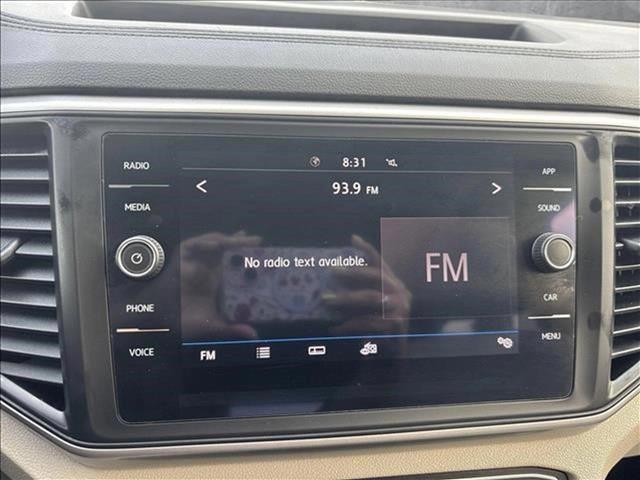 RADIO
8:31
APP
93.9 FM
MEDIA
SOUND
No radio text available.
FM
PHONE
CAR
VOICE
FM
MENU